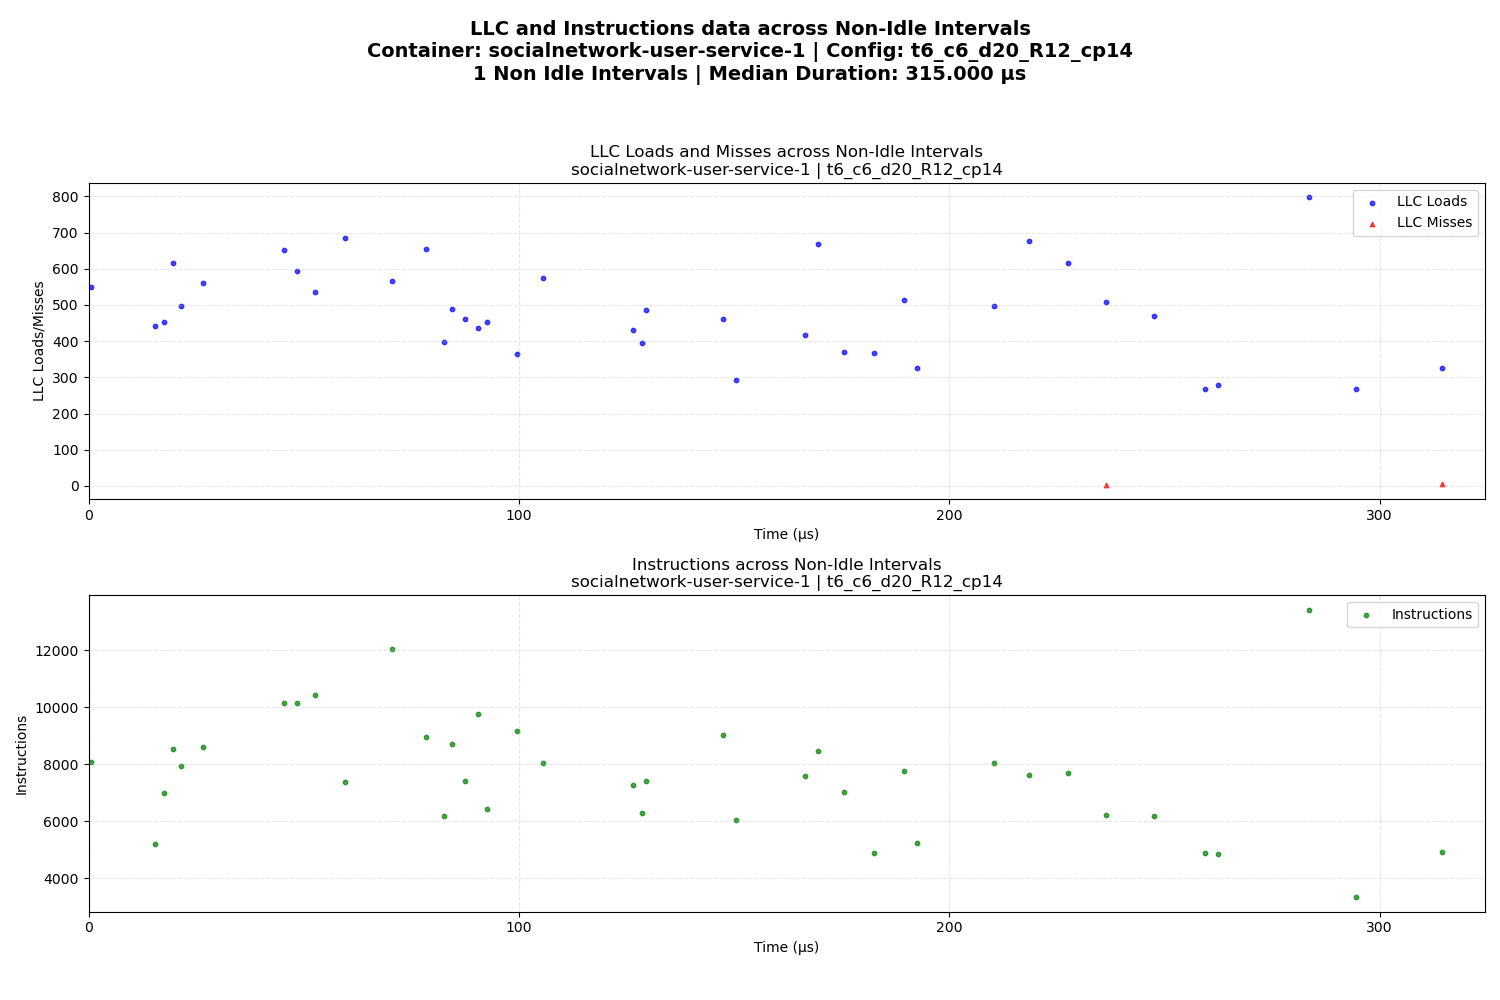 LLC and Instructions data across Non-Idle Intervals
Container: socialnetwork-user-service-1 | Config: t6_c6_d20_R12_cp14
1 Non Idle Intervals | Median Duration: 315.000 µs
LLC Loads and Misses across Non-Idle Intervals
socialnetwork-user-service-1 | t6_c6_d20_R12_cp14
LLC Loads/Misses
800
700
600
500
400
300
200
100
0
LLC Loads
LLC Misses
0
100
200
300
Time (µs)
Instructions across Non-Idle Intervals
socialnetwork-user-service-1 | t6_c6_d20_R12_cp14
Instructions
12000
10000
8000
6000
4000
Instructions
0
100
200
300
Time (µs)